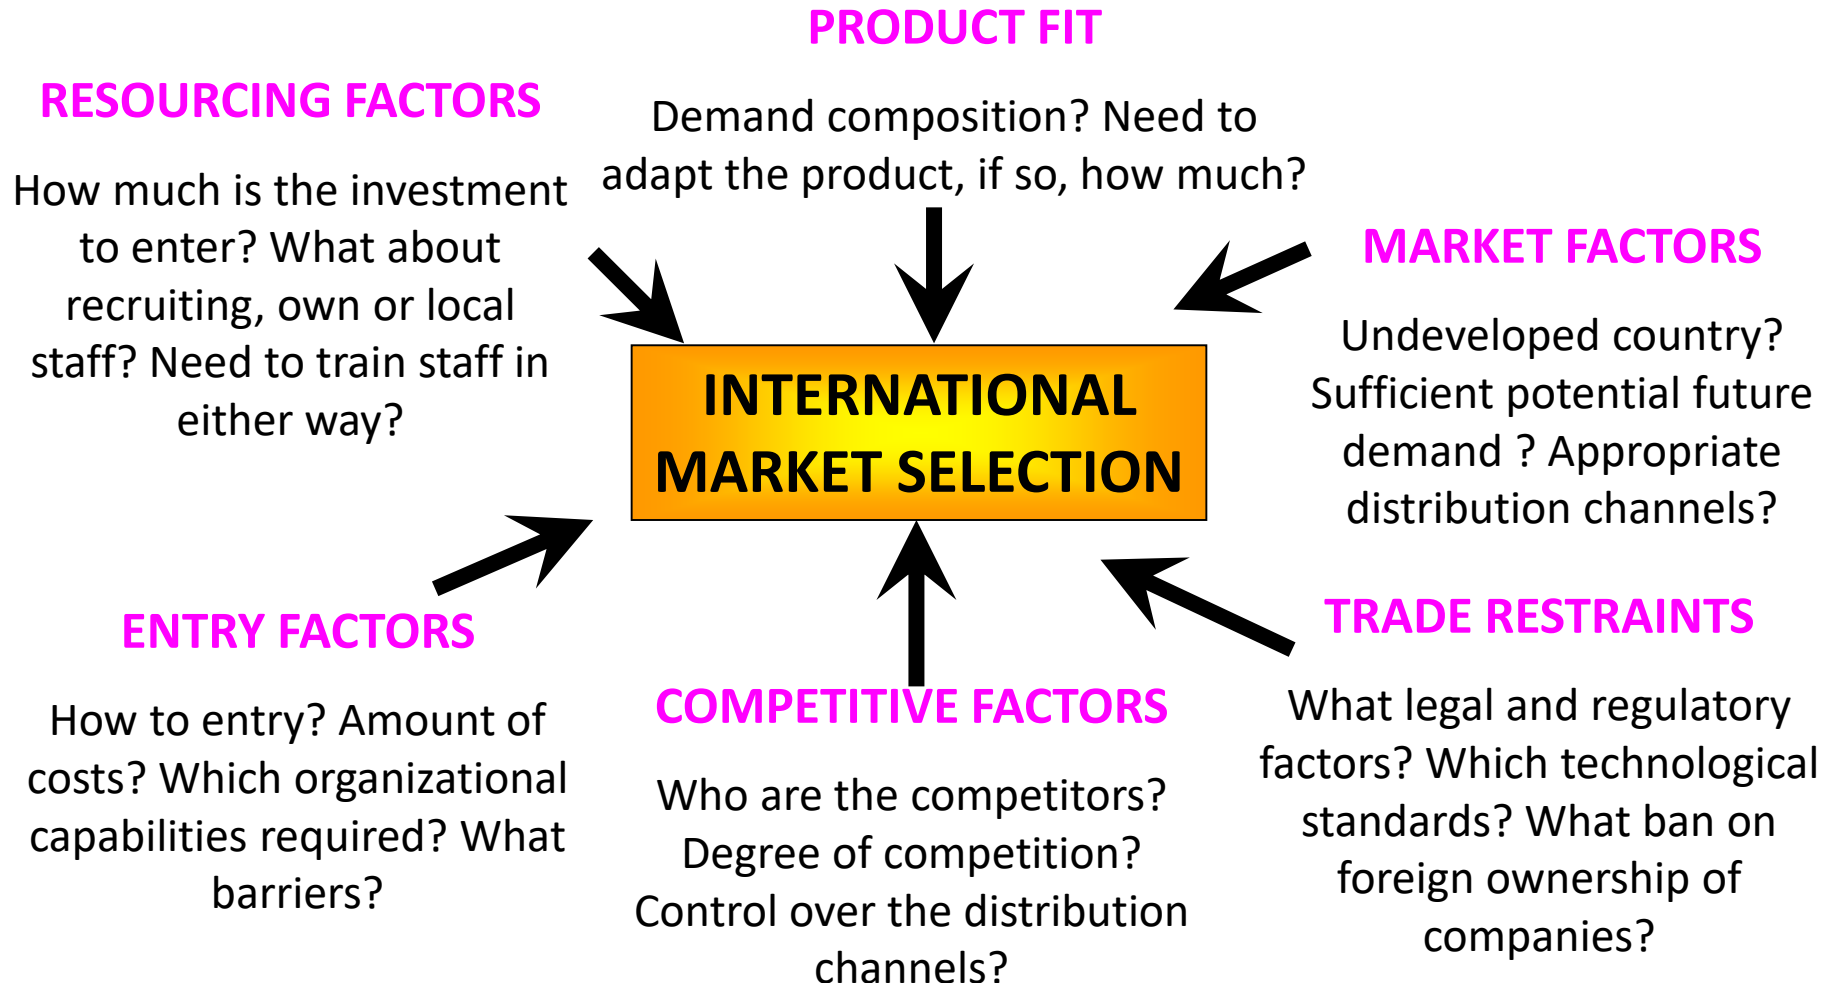 PRODUCT FIT
Demand composition? Need to
adapt the product, if so, how much?
RESOURCING FACTORS
How much is the investment
to enter? What about
recruiting, own or local
staff? Need to train staff in
either way?
MARKET FACTORS
Undeveloped country?
Sufficient potential future
demand ? Appropriate
distribution channels?
INTERNATIONAL
MARKET SELECTION
ENTRY FACTORS
How to entry? Amount of
costs? Which organizational
capabilities required? What
barriers?
COMPETITIVE FACTORS
Who are the competitors?
Degree of competition?
Control over the distribution
channels?
TRADE RESTRAINTS
What legal and regulatory
factors? Which technological
standards? What ban on
foreign ownership of
companies?